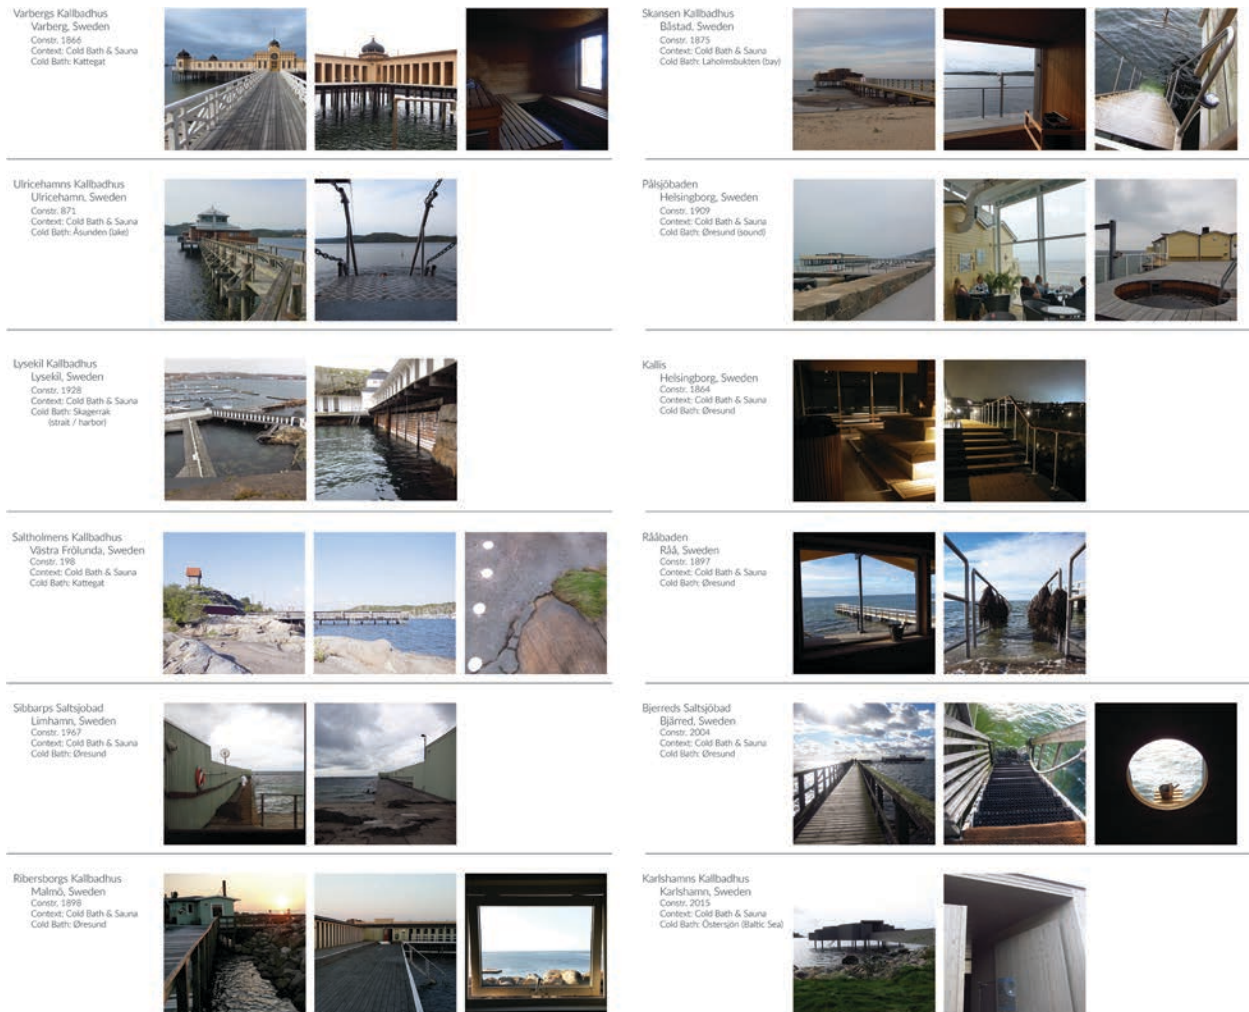 Varbergs Kallbadhus
Varberg, Sweden
Constr. 1866
Context: Cold Bath & Sauna
Cold Bath: Kattegat
Ulricehamns Kallbadhus
Ulricehamn, Sweden
Constr. 871
Context: Cold Bath & Sauna
Cold Bath: Åsunden (lake)
Lysekil Kallbadhus
Lysekil, Sweden
Constr. 1928
Context: Cold Bath & Sauna
Cold Bath: Skagerrak
(strait / harbor)
Saltholmens Kallbadhus
Västra Frölunda, Sweden
Constr. 198
Context: Cold Bath & Sauna
Cold Bath: Kattegat
Sibbarps Saltsjobad
Limhamn, Sweden
Constr. 1967
Context: Cold Bath & Sauna
Cold Bath: Øresund
Ribersborgs Kallbadhus
Malmö, Sweden
Constr. 1898
Context: Cold Bath & Sauna
Cold Bath: Øresund
Skansen Kallbadhus
Båstad, Sweden
Constr. 1875
Context: Cold Bath & Sauna
Cold Bath: Laholmsbukten (bay)
Pålsjöbaden
Helsingborg, Sweden
Constr. 1909
Context: Cold Bath & Sauna
Cold Bath: Øresund (sound)
Kallis
Helsingborg, Sweden
Constr. 1864
Context: Cold Bath & Sauna
Cold Bath: Øresund
Rååbaden
Råå, Sweden
Constr. 1897
Context: Cold Bath & Sauna
Cold Bath: Øresund
Bjerreds Saltsjöbad
Bjärred, Sweden
Constr. 2004
Context: Cold Bath & Sauna
Cold Bath: Øresund
Karlshamns Kallbadhus
Karlshamn, Sweden
Constr. 2015
Context: Cold Bath & Sauna
Cold Bath: Östersjön (Baltic Sea)